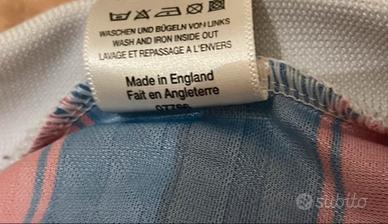 WASCHEN UND BÜGELN VON LINKS
WASH AND IRON INSIDE OUT
LAVAGE ET REPASSAGE A L'ENVERS
Made in England
Fait en Angleterre
subito